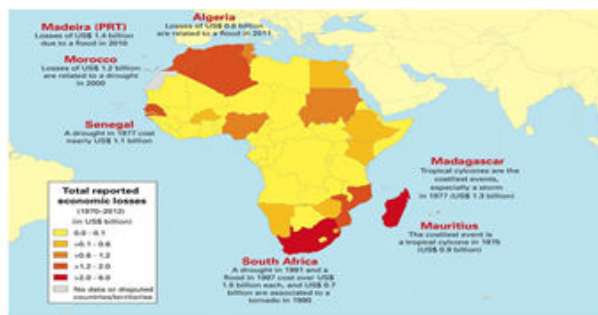 Madeira (PRT)
Losses of US$ 1.4 billion
due to a flood in 2010
Algeria
Losses of US$ 0.8 billion
are related to a flood in 2011
Morocco
Losses of US$ 1.2 billion
are related to a drought
in 2000
Senegal
A drought in 1977 cost
nearly US$ 1.1 billion
Madagascar
Tropical cylcones are the
costliest events,
especially a storm
in 1977 (US$ 1.3 billion)
Mauritius
The costliest event is
a tropical cyclone in 1975
(US$ 0.9 billion)
South Africa
A drought in 1991 and a
flood in 1987 cost over US$
1.6 billion each, and US$ 0.7
billion are associated to a
tornado in 1990
Total reported
economic losses
(1970-2012)
(in US$ billion)
0.0 - 0.1
>0.1 - 0.6
>0.6 - 1.2
>1.2 - 2.0
>2.0 - 6.0
No data or disputed
countries/territories